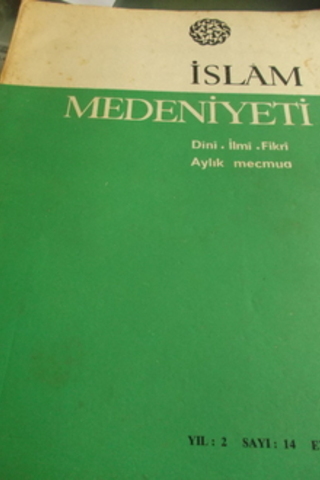 İSLAM
MEDENİYETİ
Dini . İlmi . Fikri
Aylık mecmua
YIL : 2 SAYI : 14